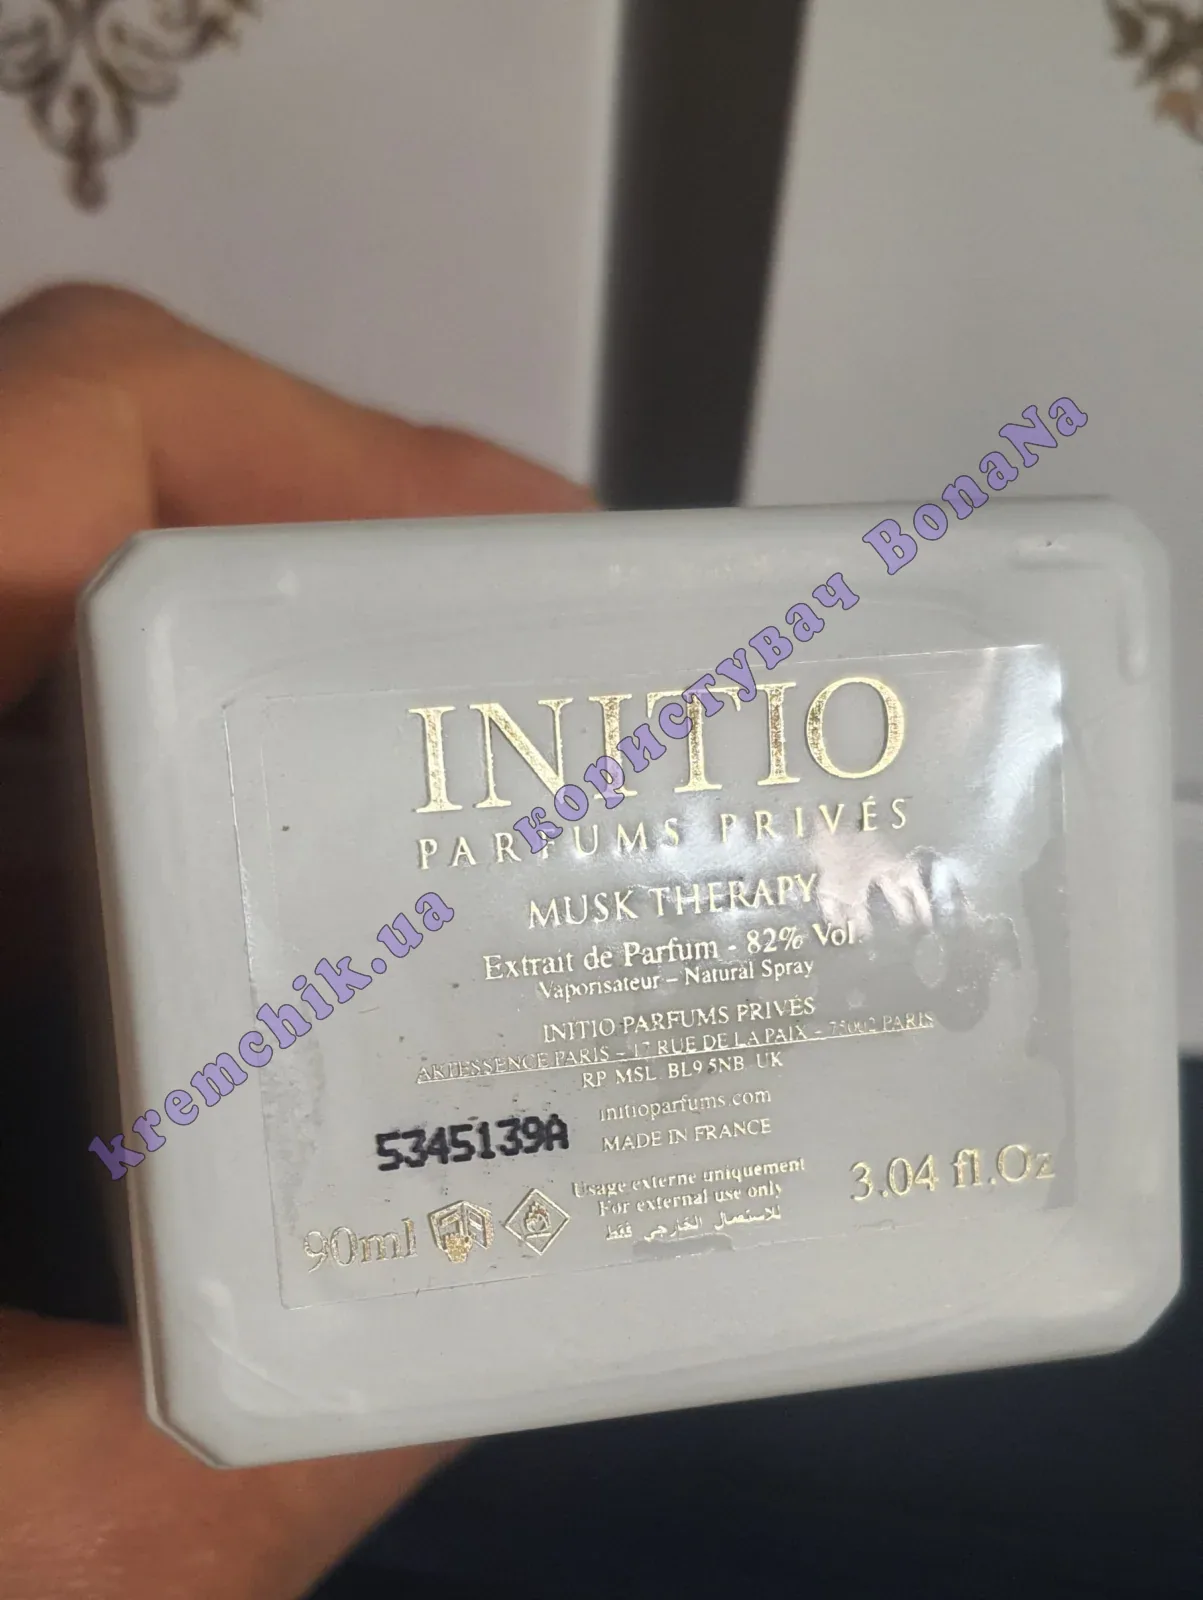 INITIO
PARFUMS PRIVÉS
MUSK THERAPY
Extrait de Parfum - 82% Vol.
Vaporisateur – Natural Spray
INITIO PARFUMS PRIVÉS
ARTESSENCE PARIS – 17 RUE DE LA PAIX – 75002 PARIS
RP MSL. BL9 5NB. UK
initioparfums.com
MADE IN FRANCE
5345139A
Usage externe uniquement
For external use only
للاستعمال الخارجي فقط
90ml
3.04 fl.Oz
kremchik.ua користувач BonaNa